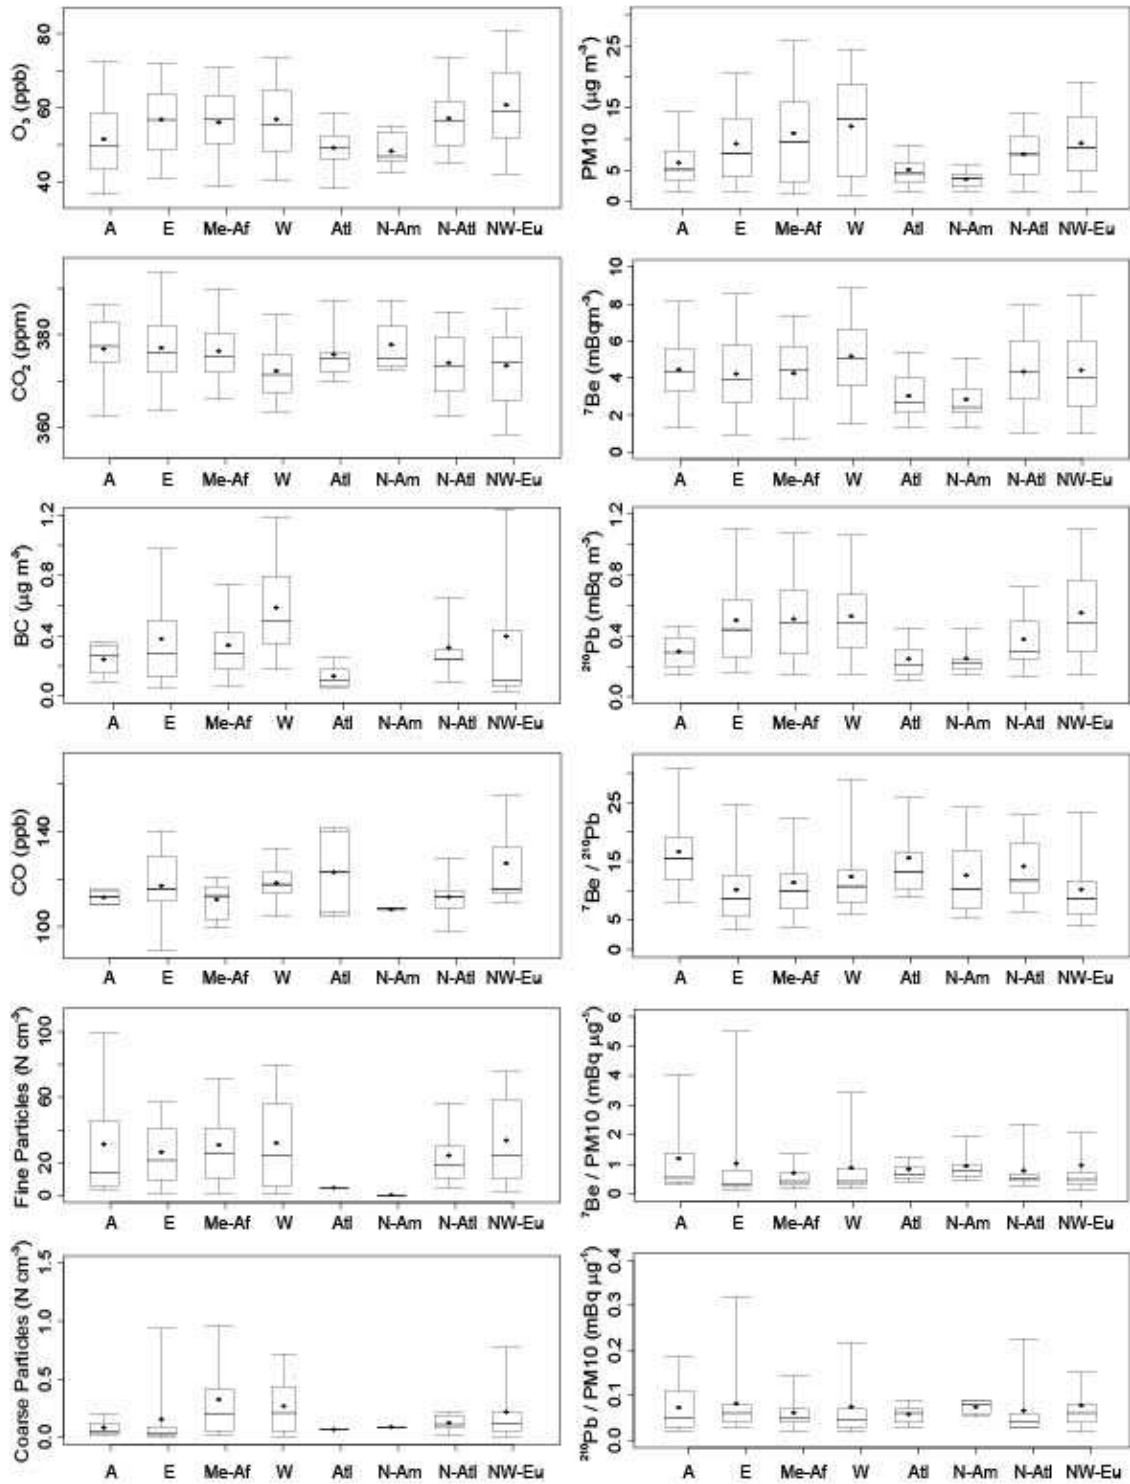 O₃ (ppb)
80
60
40
A E Me-Af W Atl N-Am N-Atl NW-Eu
PM10 (µg m⁻³)
25
15
5
0
A E Me-Af W Atl N-Am N-Atl NW-Eu
CO₂ (ppm)
380
360
A E Me-Af W Atl N-Am N-Atl NW-Eu
⁷Be (mBqm⁻³)
10
8
6
4
2
0
A E Me-Af W Atl N-Am N-Atl NW-Eu
BC (µg m⁻³)
1.2
0.8
0.4
0.0
A E Me-Af W Atl N-Am N-Atl NW-Eu
²¹⁰Pb (mBq m⁻³)
1.2
0.8
0.4
0.0
A E Me-Af W Atl N-Am N-Atl NW-Eu
CO (ppb)
140
100
A E Me-Af W Atl N-Am N-Atl NW-Eu
⁷Be / ²¹⁰Pb
25
15
5
0
A E Me-Af W Atl N-Am N-Atl NW-Eu
Fine Particles (N cm⁻³)
100
60
20
0
A E Me-Af W Atl N-Am N-Atl NW-Eu
⁷Be / PM10 (mBq µg⁻¹)
6
5
4
3
2
1
0
A E Me-Af W Atl N-Am N-Atl NW-Eu
Coarse Particles (N cm⁻³)
1.5
1.0
0.5
0.0
A E Me-Af W Atl N-Am N-Atl NW-Eu
²¹⁰Pb / PM10 (mBq µg⁻¹)
0.4
0.3
0.2
0.1
0.0
A E Me-Af W Atl N-Am N-Atl NW-Eu